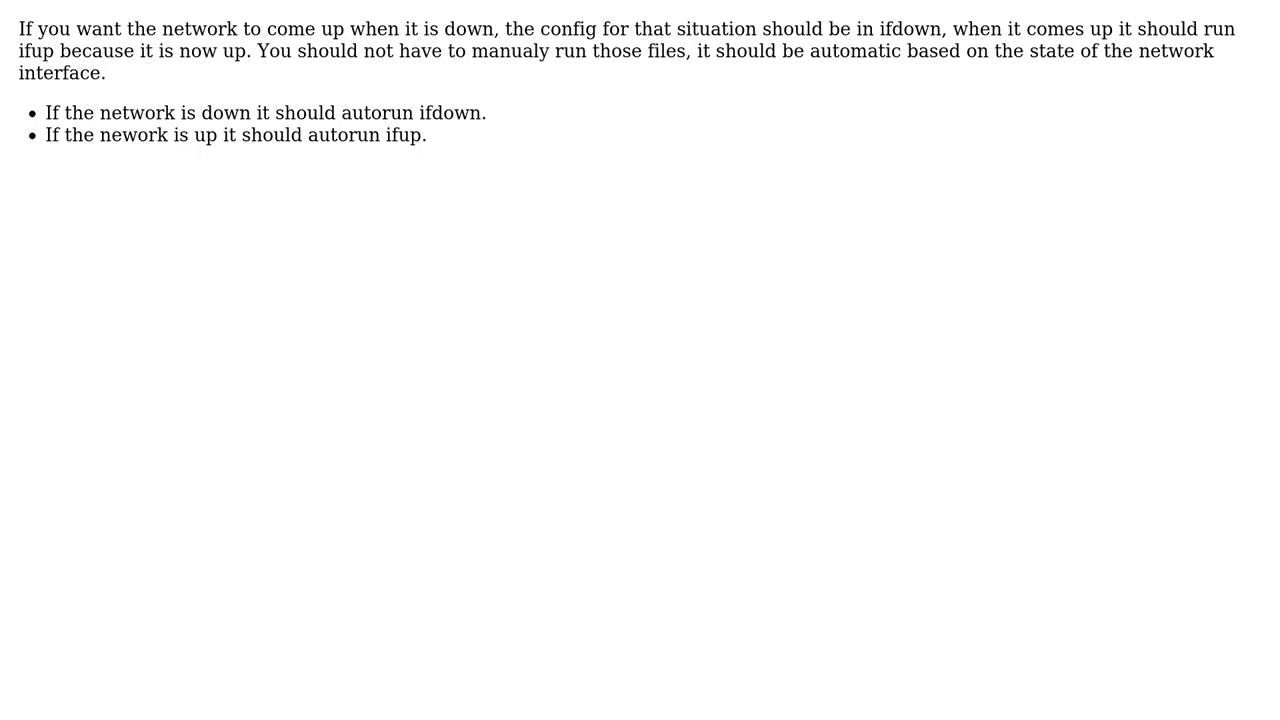 If you want the network to come up when it is down, the config for that situation should be in ifdown, when it comes up it should run
ifup because it is now up. You should not have to manualy run those files, it should be automatic based on the state of the network
interface.
• If the network is down it should autorun ifdown.
• If the nework is up it should autorun ifup.